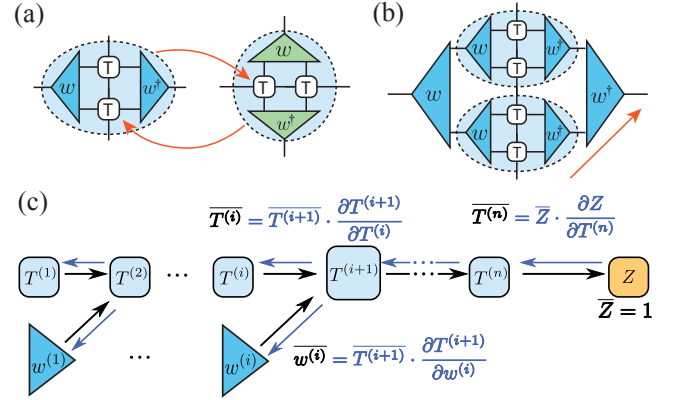 (a)
w T T w†
w T T w†
(b)
w w T T w† w†
w T T w†
(c)
$\overline{T^{(i)}} = \overline{T^{(i+1)}} \cdot \frac{\partial T^{(i+1)}}{\partial T^{(i)}}$
$\overline{T^{(n)}} = \overline{Z} \cdot \frac{\partial Z}{\partial T^{(n)}}$
T⁽¹⁾ T⁽²⁾ ... T⁽ⁱ⁾ T⁽ⁱ⁺¹⁾ ... T⁽ⁿ⁾ Z
$\overline{Z} = 1$
w⁽¹⁾ ... w⁽ⁱ⁾
$\overline{w^{(i)}} = \overline{T^{(i+1)}} \cdot \frac{\partial T^{(i+1)}}{\partial w^{(i)}}$